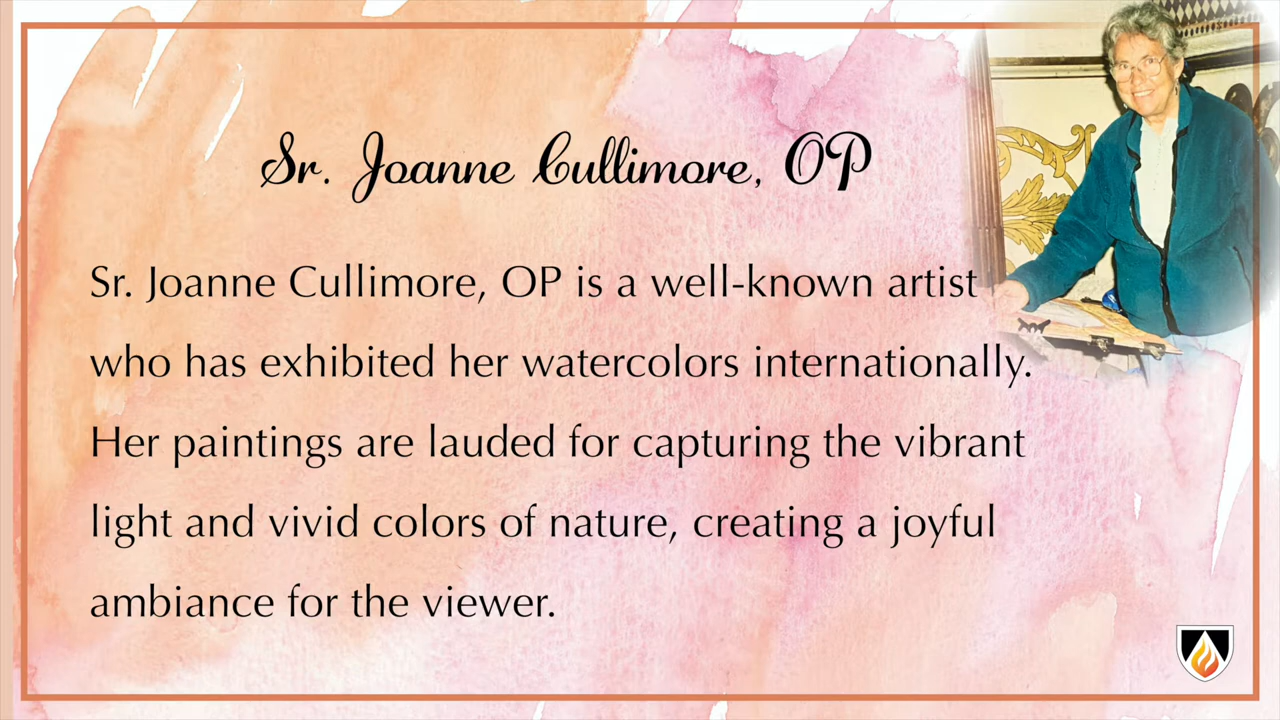 Sr. Joanne Cullimore, OP
Sr. Joanne Cullimore, OP is a well-known artist
who has exhibited her watercolors internationally.
Her paintings are lauded for capturing the vibrant
light and vivid colors of nature, creating a joyful
ambiance for the viewer.